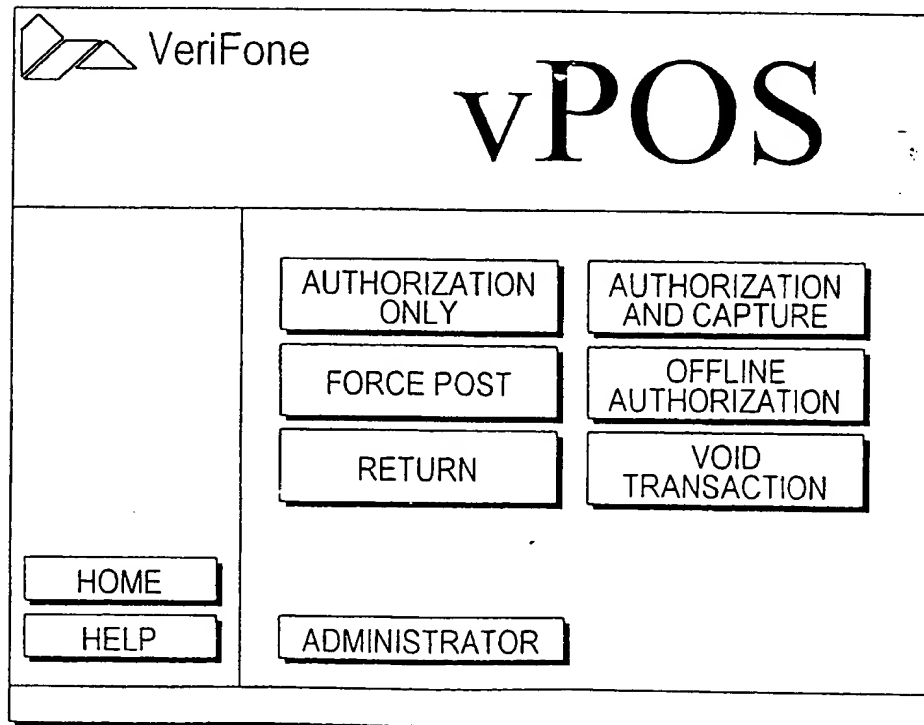 VeriFone
vPOS
AUTHORIZATION
ONLY
AUTHORIZATION
AND CAPTURE
FORCE POST
OFFLINE
AUTHORIZATION
RETURN
VOID
TRANSACTION
HOME
HELP
ADMINISTRATOR